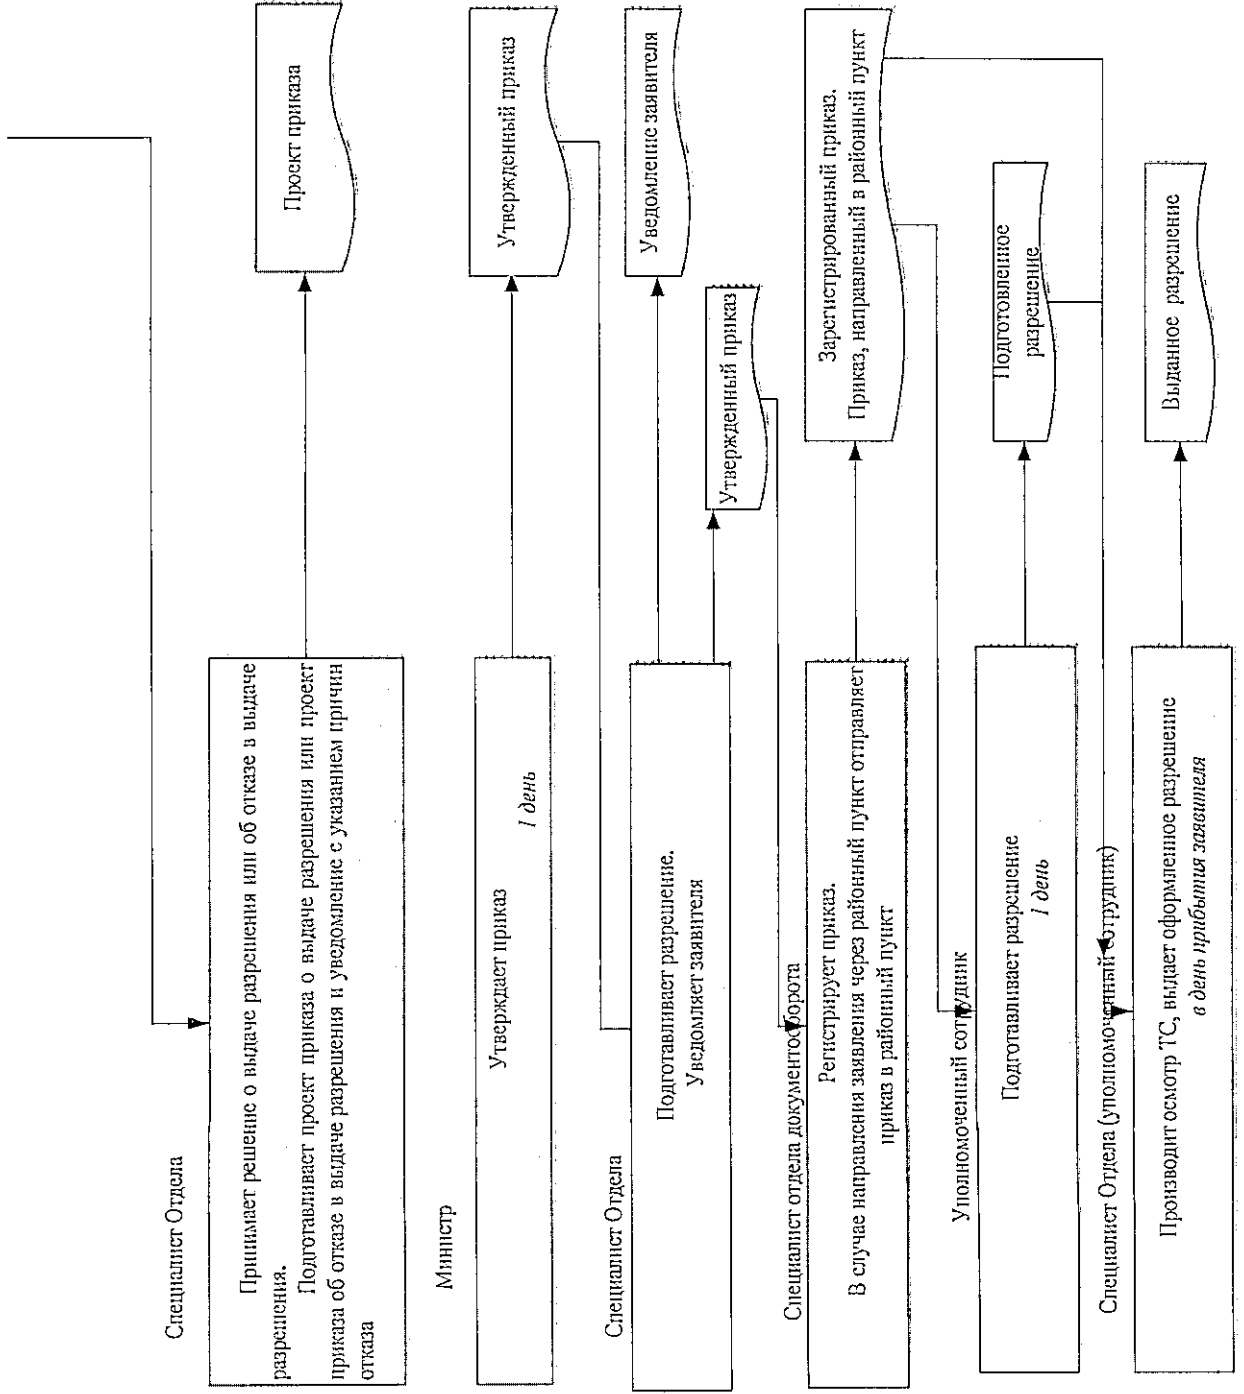 Специалист Отдела
Принимает решение о выдаче разрешения или об отказе в выдаче
разрешения.
Подготавливает проект приказа о выдаче разрешения или проект
приказа об отказе в выдаче разрешения и уведомление с указанием причин
отказа
Проект приказа
Министр
Утверждает приказ
1 день
Утвержденный приказ
Специалист Отдела
Подготавливает разрешение.
Уведомляет заявителя
Уведомление заявителя
Утвержденный приказ
Специалист отдела документооборота
Регистрирует приказ.
В случае направления заявления через районный пункт отправляет
приказ в районный пункт
Зарегистрированный приказ.
Приказ, направленный в районный пункт
Уполномоченный сотрудник
Подготавливает разрешение
1 день
Подготовленное
разрешение
Специалист Отдела (уполномоченный сотрудник)
Производит осмотр ТС, выдает оформленное разрешение
в день прибытия заявителя
Выданное разрешение